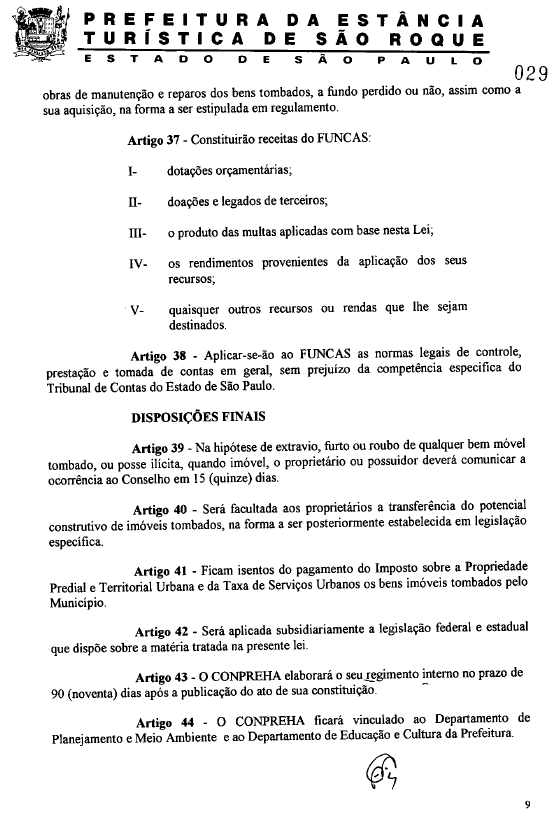 PREFEITURA DA ESTÂNCIA
TURÍSTICA DE SÃO ROQUE
ESTADO DE SÃO PAULO
029
obras de manutenção e reparos dos bens tombados, a fundo perdido ou não, assim como a
sua aquisição, na forma a ser estipulada em regulamento.
Artigo 37 - Constituirão receitas do FUNCAS:
I- dotações orçamentárias;
II- doações e legados de terceiros;
III- o produto das multas aplicadas com base nesta Lei;
IV- os rendimentos provenientes da aplicação dos seus
recursos;
V- quaisquer outros recursos ou rendas que lhe sejam
destinados.
Artigo 38 - Aplicar-se-ão ao FUNCAS as normas legais de controle,
prestação e tomada de contas em geral, sem prejuízo da competência específica do
Tribunal de Contas do Estado de São Paulo.
DISPOSIÇÕES FINAIS
Artigo 39 - Na hipótese de extravio, furto ou roubo de qualquer bem móvel
tombado, ou posse ilícita, quando imóvel, o proprietário ou possuidor deverá comunicar a
ocorrência ao Conselho em 15 (quinze) dias.
Artigo 40 - Será facultada aos proprietários a transferência do potencial
construtivo de imóveis tombados, na forma a ser posteriormente estabelecida em legislação
específica.
Artigo 41 - Ficam isentos do pagamento do Imposto sobre a Propriedade
Predial e Territorial Urbana e da Taxa de Serviços Urbanos os bens imóveis tombados pelo
Município.
Artigo 42 - Será aplicada subsidiariamente a legislação federal e estadual
que dispõe sobre a matéria tratada na presente lei.
Artigo 43 - O CONPREHA elaborará o seu regimento interno no prazo de
90 (noventa) dias após a publicação do ato de sua constituição.
Artigo 44 - O CONPREHA ficará vinculado ao Departamento de
Planejamento e Meio Ambiente e ao Departamento de Educação e Cultura da Prefeitura.
9